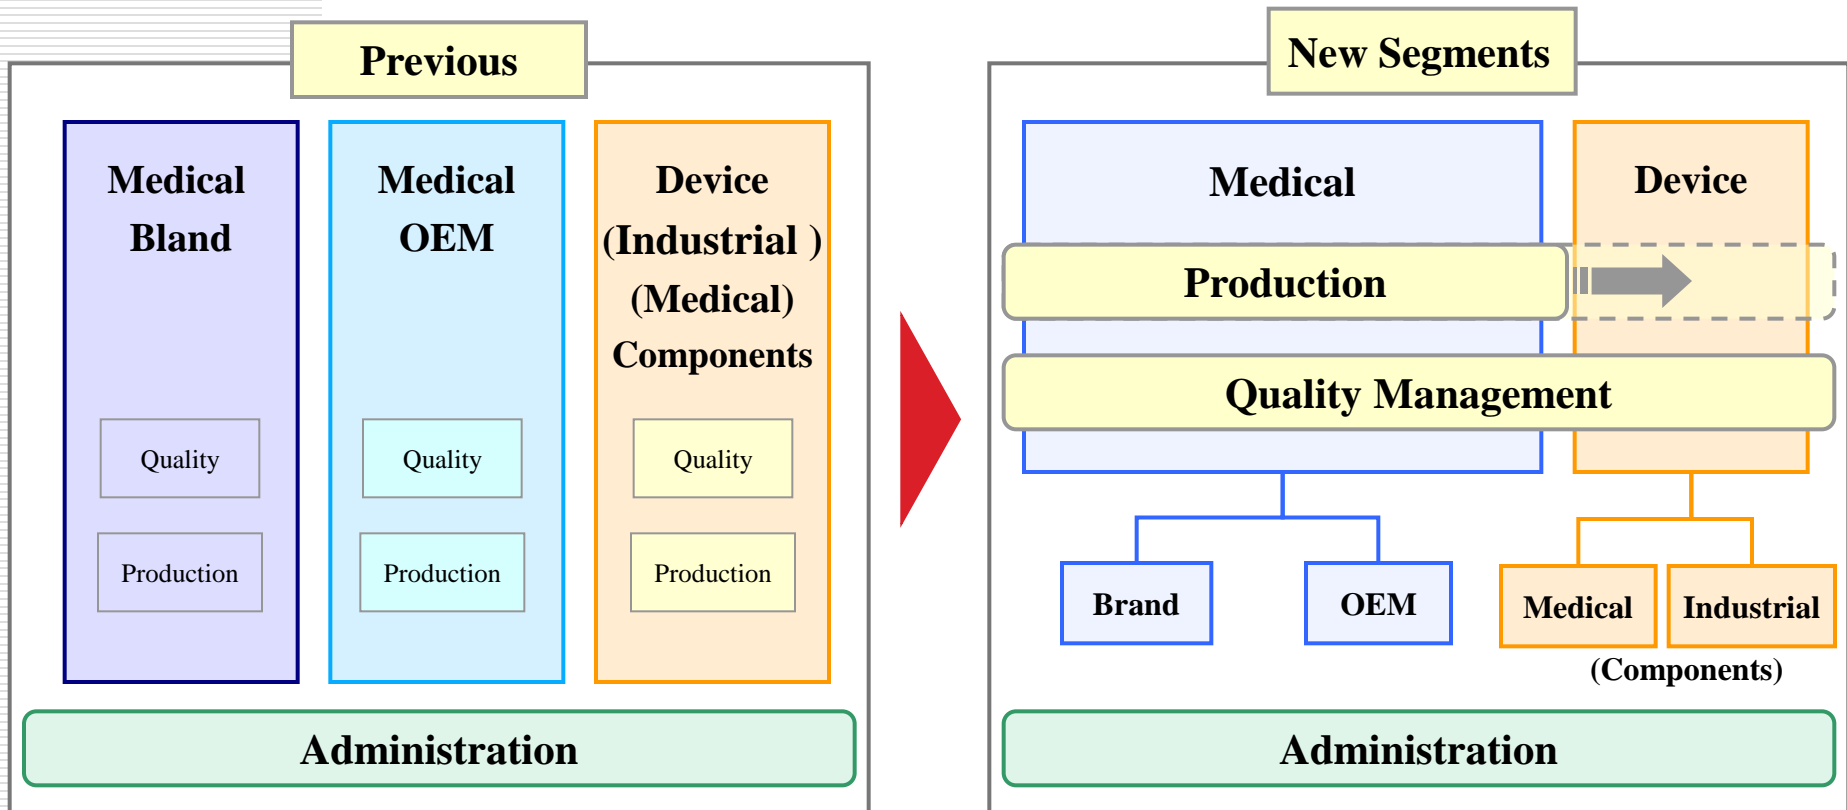 Previous
Medical
Bland
Quality
Production
Medical
OEM
Quality
Production
Device
(Industrial )
(Medical)
Components
Quality
Production
Administration
New Segments
Medical
Device
Production
Quality Management
Brand
OEM
Medical
Industrial
(Components)
Administration